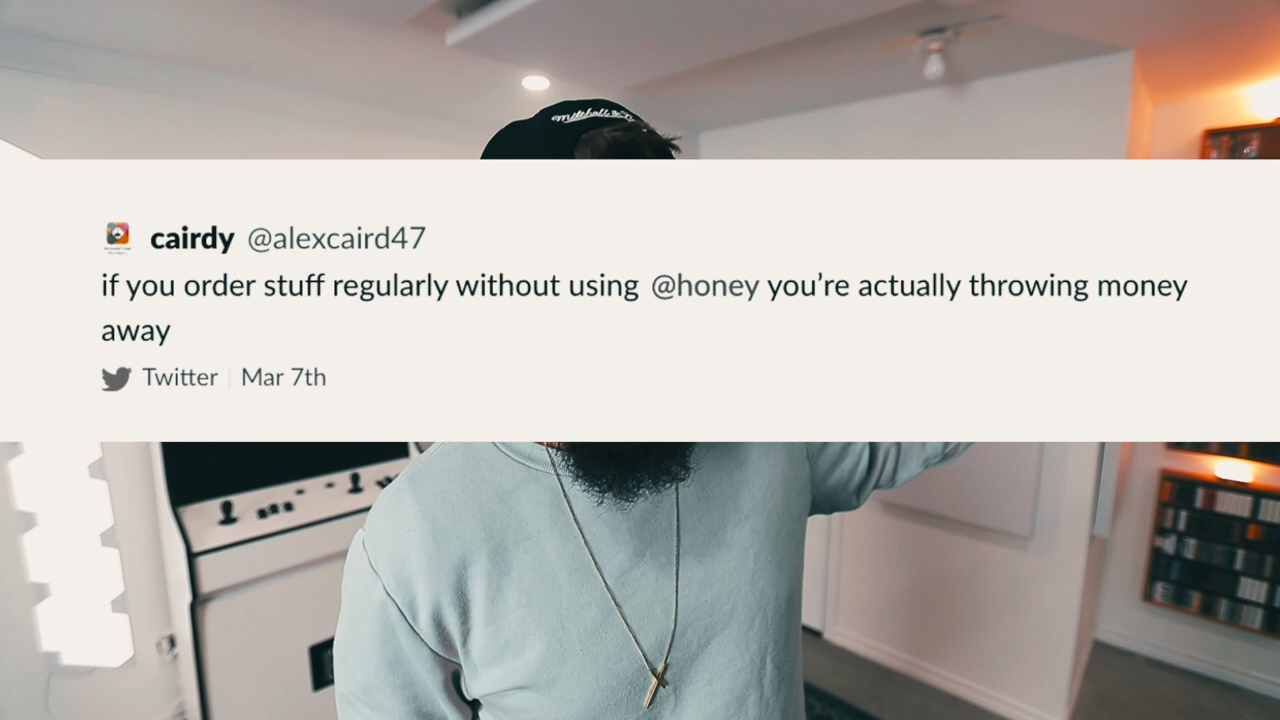 Mitchell & N
cairdy @alexcaird47
if you order stuff regularly without using @honey you’re actually throwing money
away
Twitter | Mar 7th